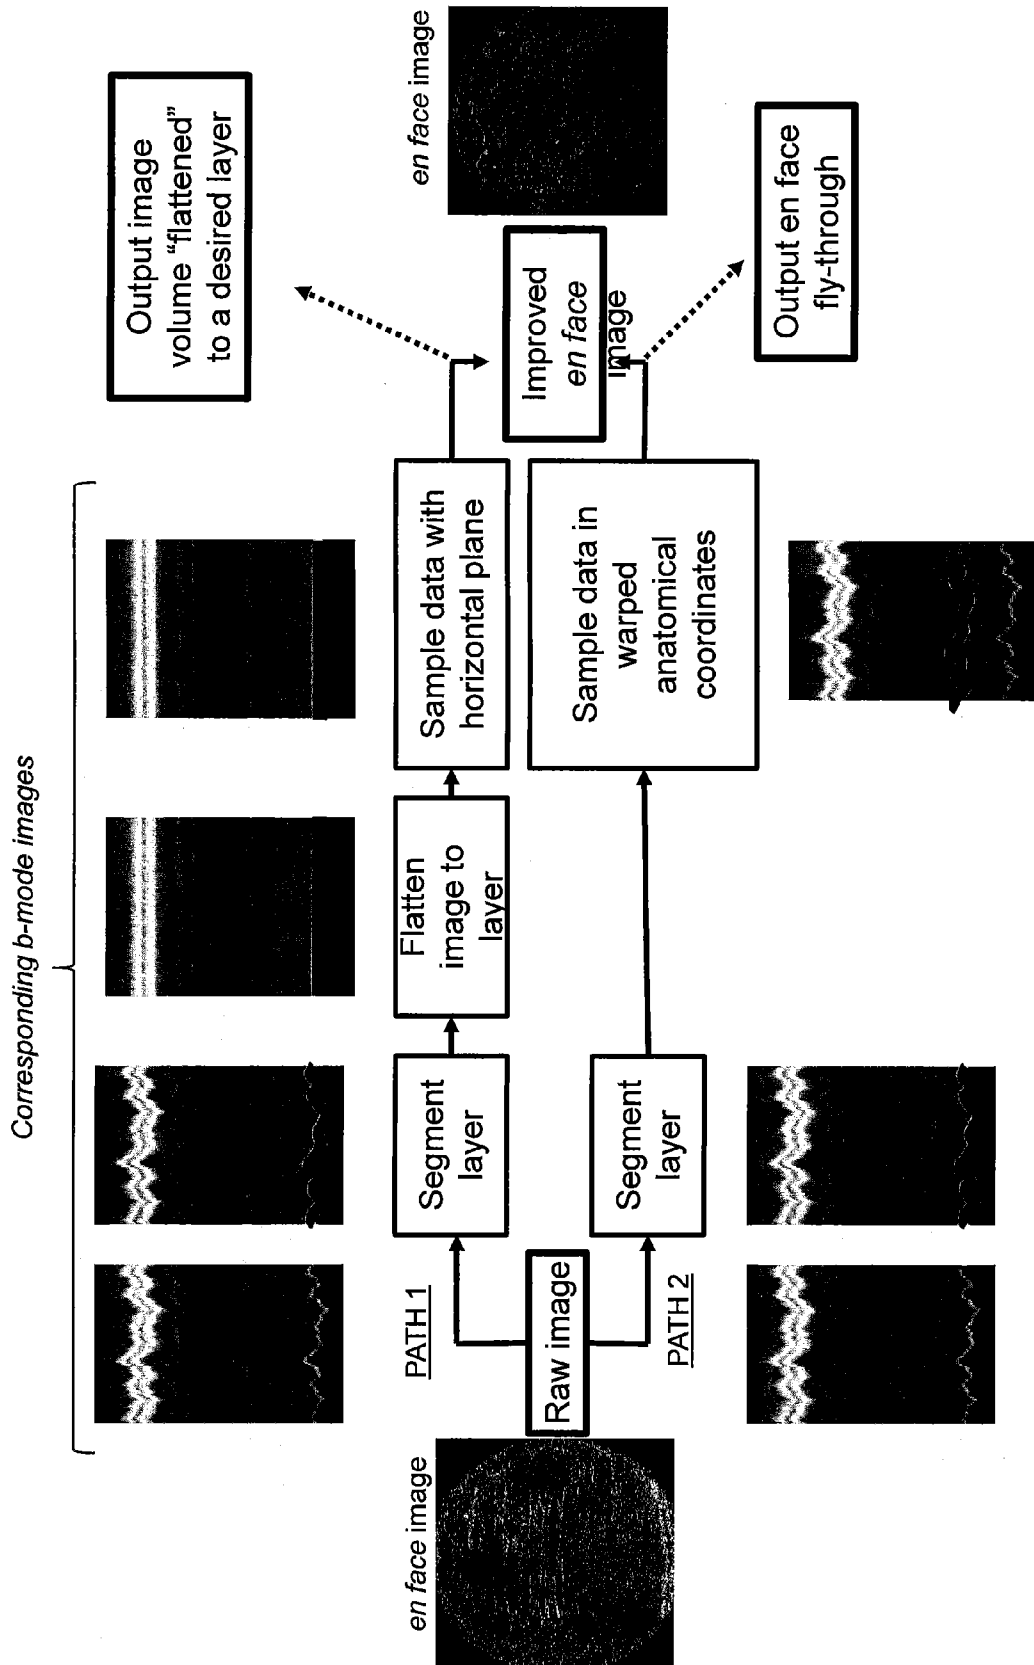 Corresponding b-mode images
en face image
Raw image
PATH 1
Segment
layer
Flatten
image to
layer
Sample data with
horizontal plane
PATH 2
Segment
layer
Sample data in
warped
anatomical
coordinates
Improved
en face
image
en face image
Output image
volume “flattened”
to a desired layer
Output en face
fly-through